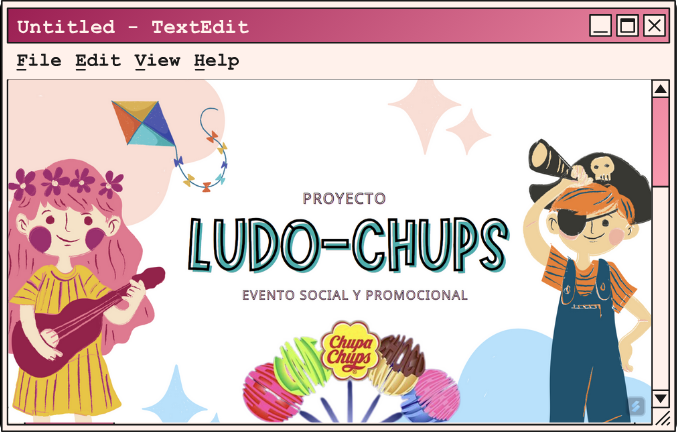 Untitled - TextEdit
File Edit View Help
PROYECTO
LUDO-CHUPS
EVENTO SOCIAL Y PROMOCIONAL
Chupa
Chups